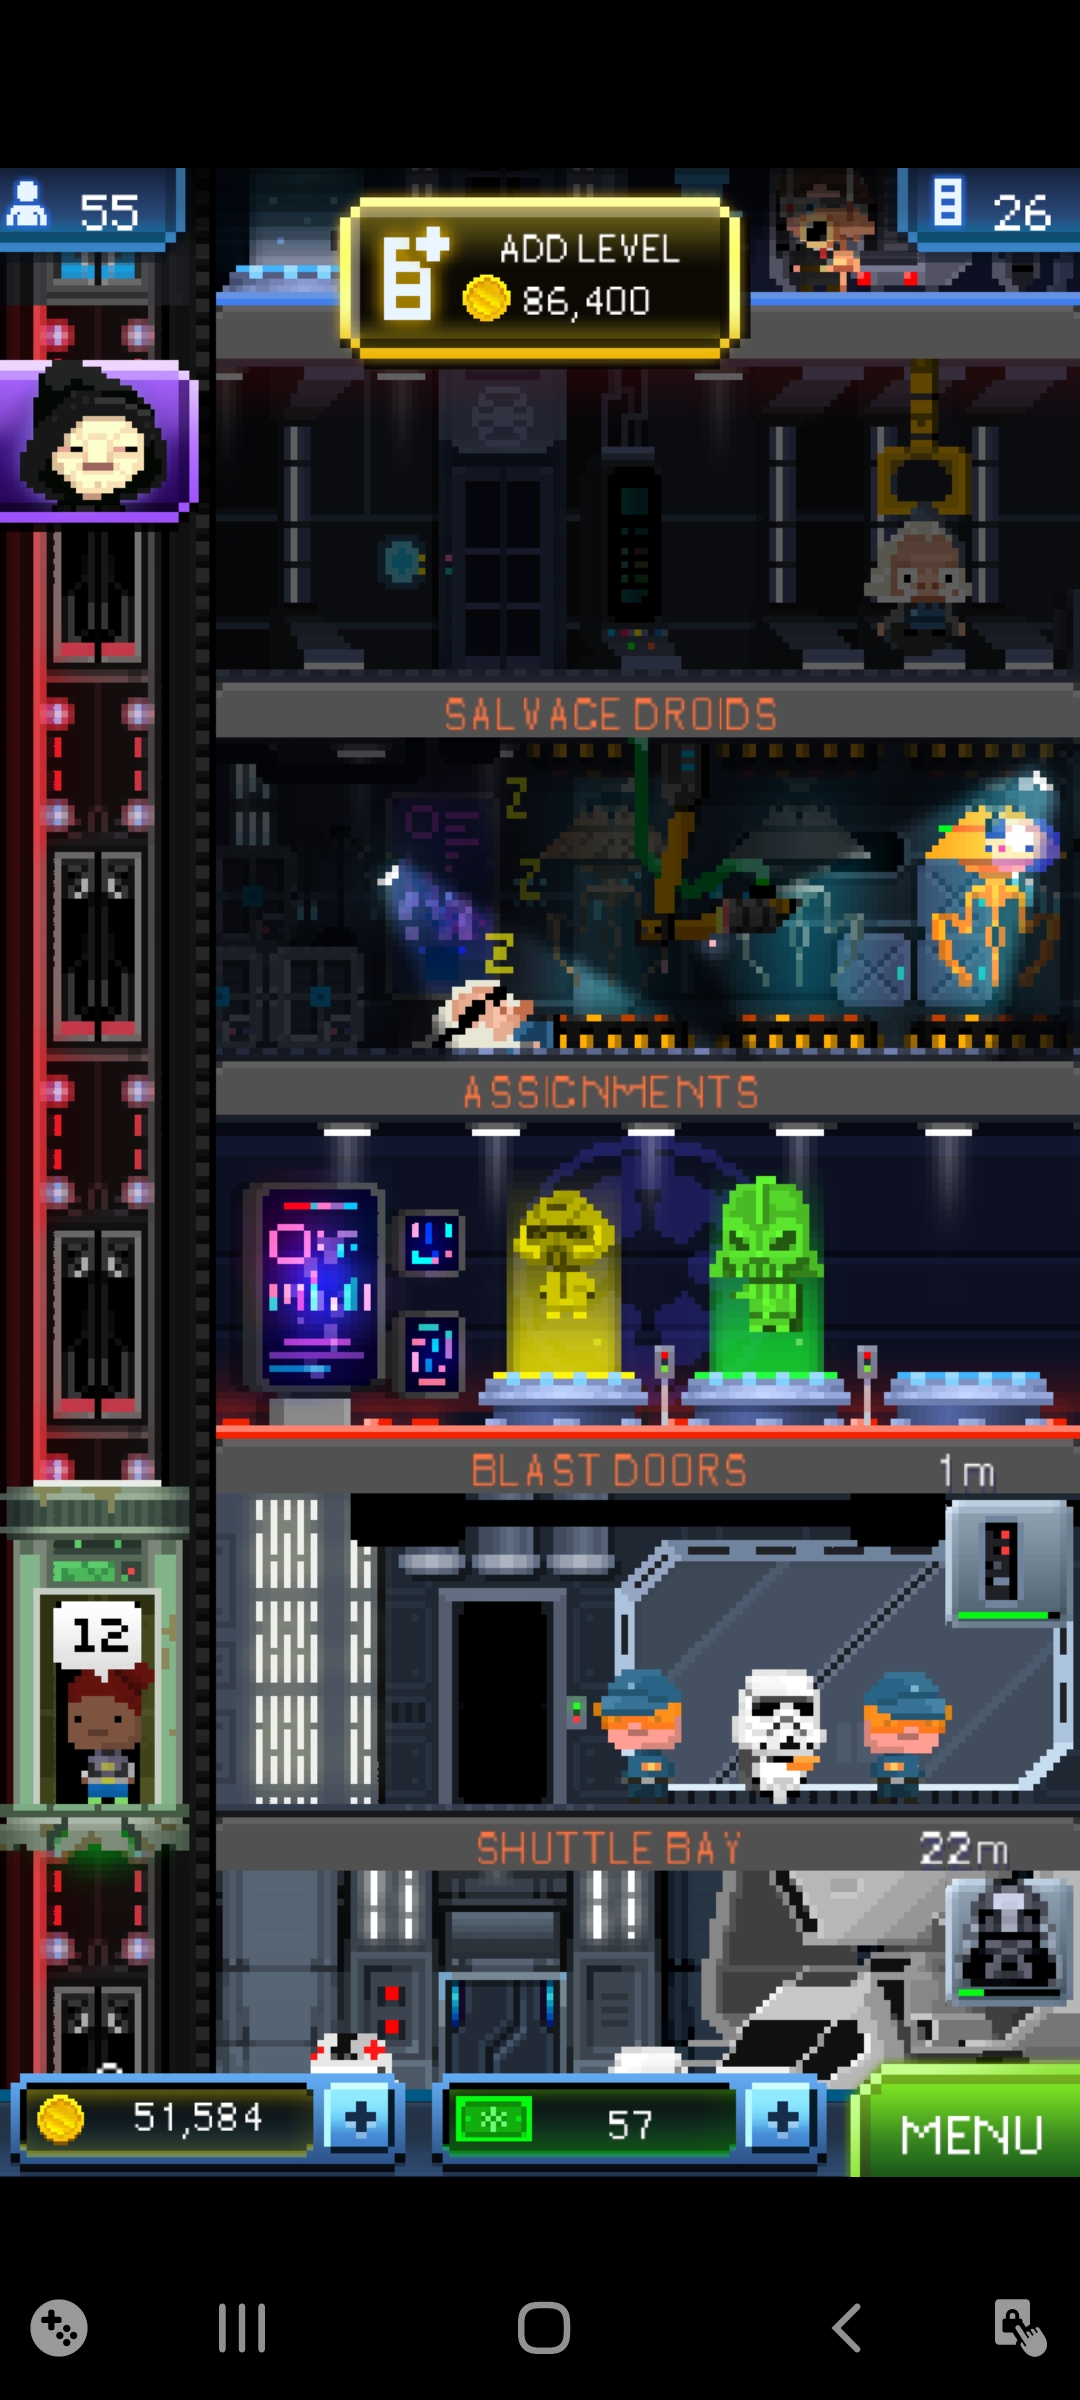 55
ADD LEVEL
86,400
26
SALVAGE DROIDS
Z
Z
Z
ASSIGNMENTS
BLAST DOORS 1m
12
SHUTTLE BAY 22m
51,584 +
57 +
MENU